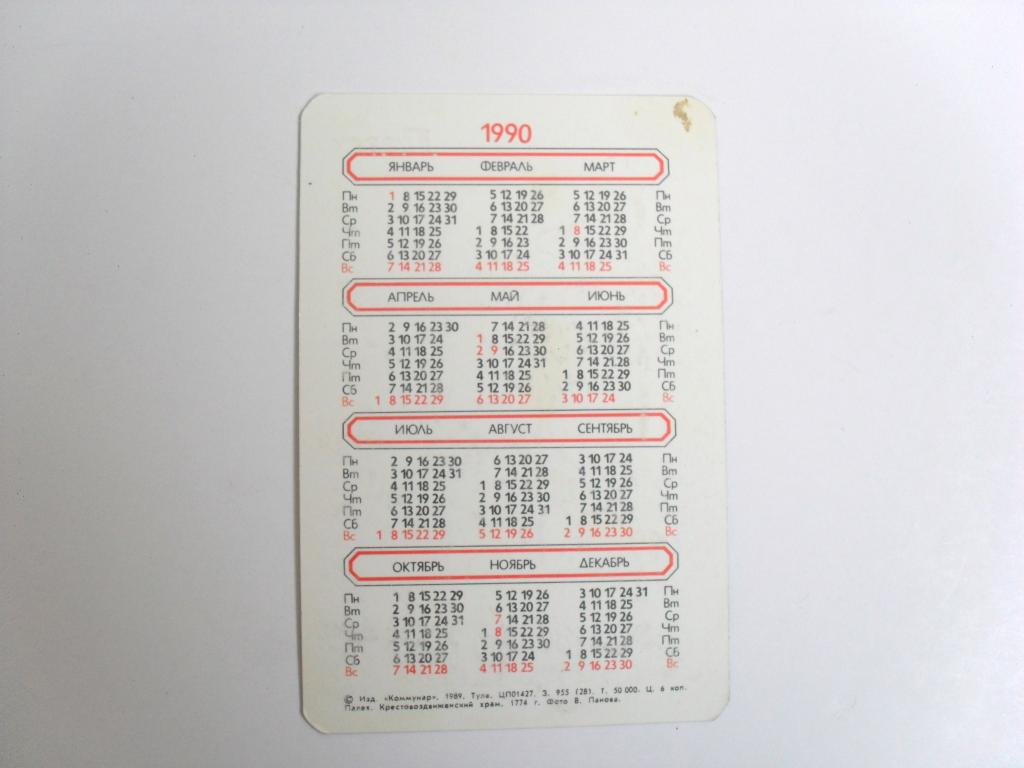 1990
ЯНВАРЬ ФЕВРАЛЬ МАРТ
Пн 1 8 15 22 29 5 12 19 26 5 12 19 26 Пн
Вт 2 9 16 23 30 6 13 20 27 6 13 20 27 Вт
Ср 3 10 17 24 31 7 14 21 28 7 14 21 28 Ср
Чт 4 11 18 25 1 8 15 22 1 8 15 22 29 Чт
Пт 5 12 19 26 2 9 16 23 2 9 16 23 30 Пт
Сб 6 13 20 27 3 10 17 24 3 10 17 24 31 Сб
Вс 7 14 21 28 4 11 18 25 4 11 18 25 Вс
АПРЕЛЬ МАЙ ИЮНЬ
Пн 2 9 16 23 30 7 14 21 28 4 11 18 25 Пн
Вт 3 10 17 24 1 8 15 22 29 5 12 19 26 Вт
Ср 4 11 18 25 2 9 16 23 30 6 13 20 27 Ср
Чт 5 12 19 26 3 10 17 24 31 7 14 21 28 Чт
Пт 6 13 20 27 4 11 18 25 1 8 15 22 29 Пт
Сб 7 14 21 28 5 12 19 26 2 9 16 23 30 Сб
Вс 1 8 15 22 29 6 13 20 27 3 10 17 24 Вс
ИЮЛЬ АВГУСТ СЕНТЯБРЬ
Пн 2 9 16 23 30 6 13 20 27 3 10 17 24 Пн
Вт 3 10 17 24 31 7 14 21 28 4 11 18 25 Вт
Ср 4 11 18 25 1 8 15 22 29 5 12 19 26 Ср
Чт 5 12 19 26 2 9 16 23 30 6 13 20 27 Чт
Пт 6 13 20 27 3 10 17 24 31 7 14 21 28 Пт
Сб 7 14 21 28 4 11 18 25 1 8 15 22 29 Сб
Вс 1 8 15 22 29 5 12 19 26 2 9 16 23 30 Вс
ОКТЯБРЬ НОЯБРЬ ДЕКАБРЬ
Пн 1 8 15 22 29 5 12 19 26 3 10 17 24 31 Пн
Вт 2 9 16 23 30 6 13 20 27 4 11 18 25 Вт
Ср 3 10 17 24 31 7 14 21 28 5 12 19 26 Ср
Чт 4 11 18 25 1 8 15 22 29 6 13 20 27 Чт
Пт 5 12 19 26 2 9 16 23 30 7 14 21 28 Пт
Сб 6 13 20 27 3 10 17 24 1 8 15 22 29 Сб
Вс 7 14 21 28 4 11 18 25 2 9 16 23 30 Вс
© Изд. «Коммунар», 1989, Тула. ЦП01427. З. 955 (28). Т. 50 000. Ц. 6 коп.
Палех. Крестовоздвиженский храм, 1774 г. Фото В. Панова.